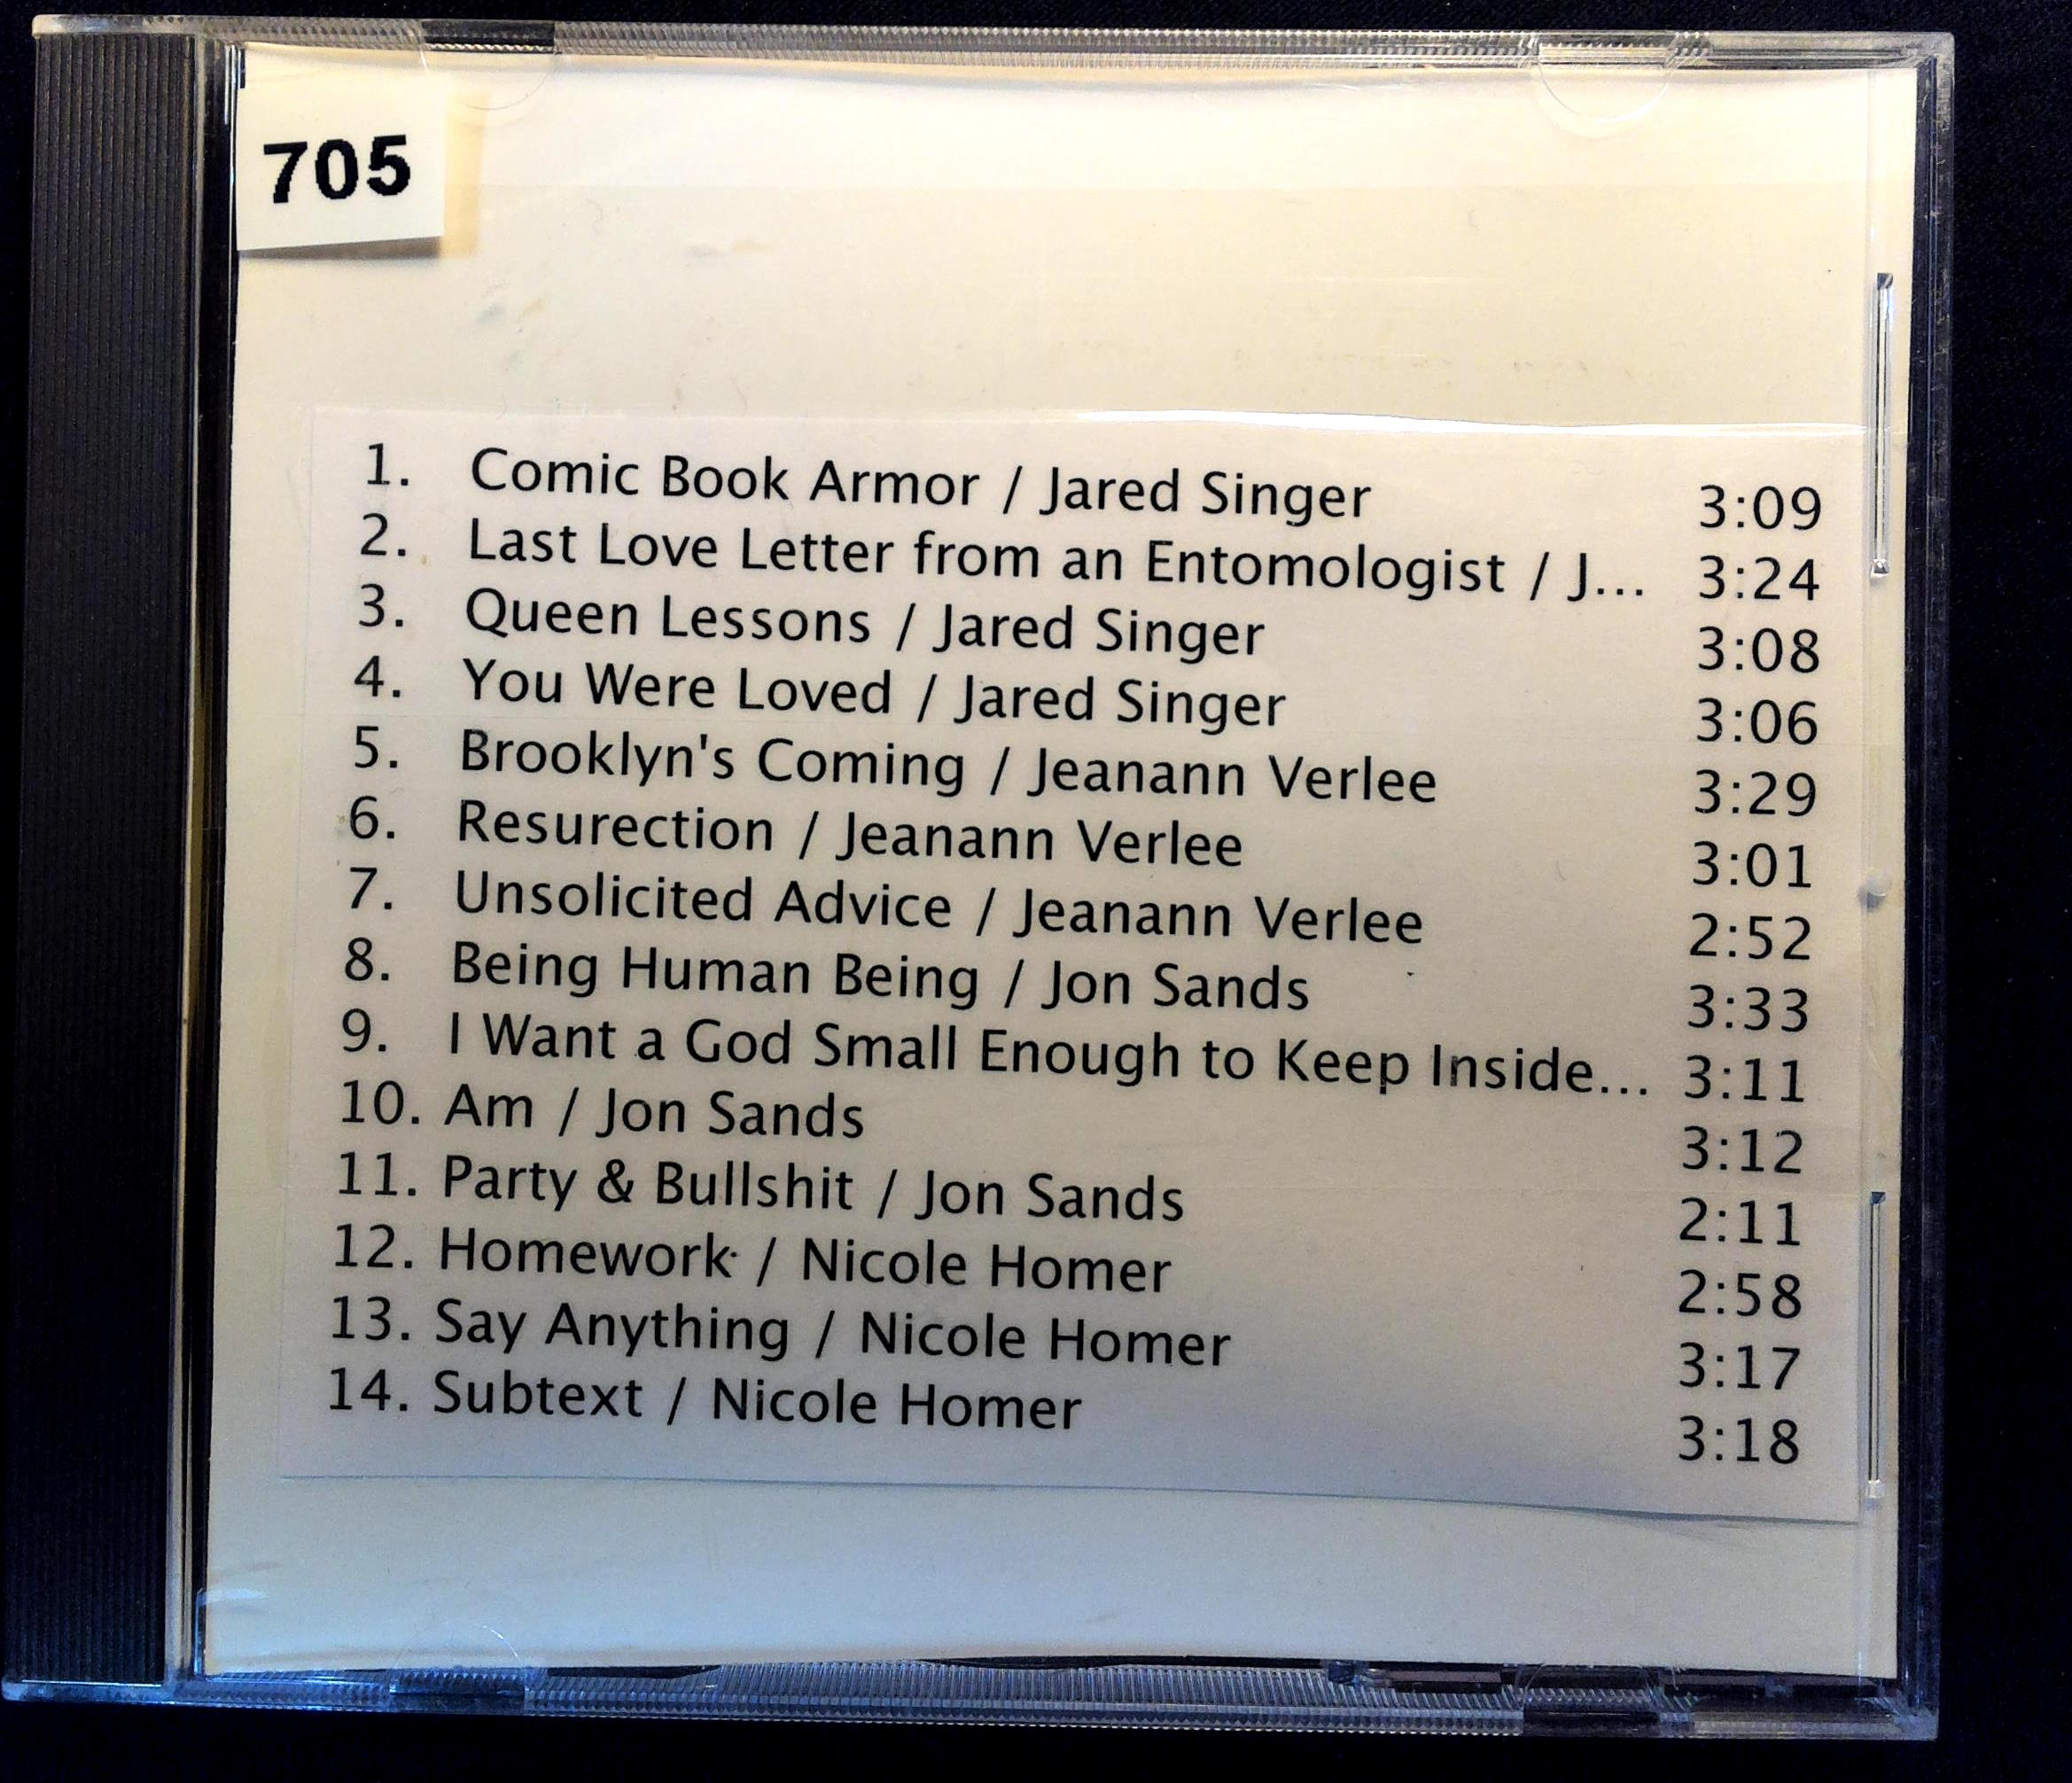 705
1. Comic Book Armor / Jared Singer 3:09
2. Last Love Letter from an Entomologist / J... 3:24
3. Queen Lessons / Jared Singer 3:08
4. You Were Loved / Jared Singer 3:06
5. Brooklyn's Coming / Jeanann Verlee 3:29
6. Resurection / Jeanann Verlee 3:01
7. Unsolicited Advice / Jeanann Verlee 2:52
8. Being Human Being / Jon Sands 3:33
9. I Want a God Small Enough to Keep Inside... 3:11
10. Am / Jon Sands 3:12
11. Party & Bullshit / Jon Sands 2:11
12. Homework / Nicole Homer 2:58
13. Say Anything / Nicole Homer 3:17
14. Subtext / Nicole Homer 3:18